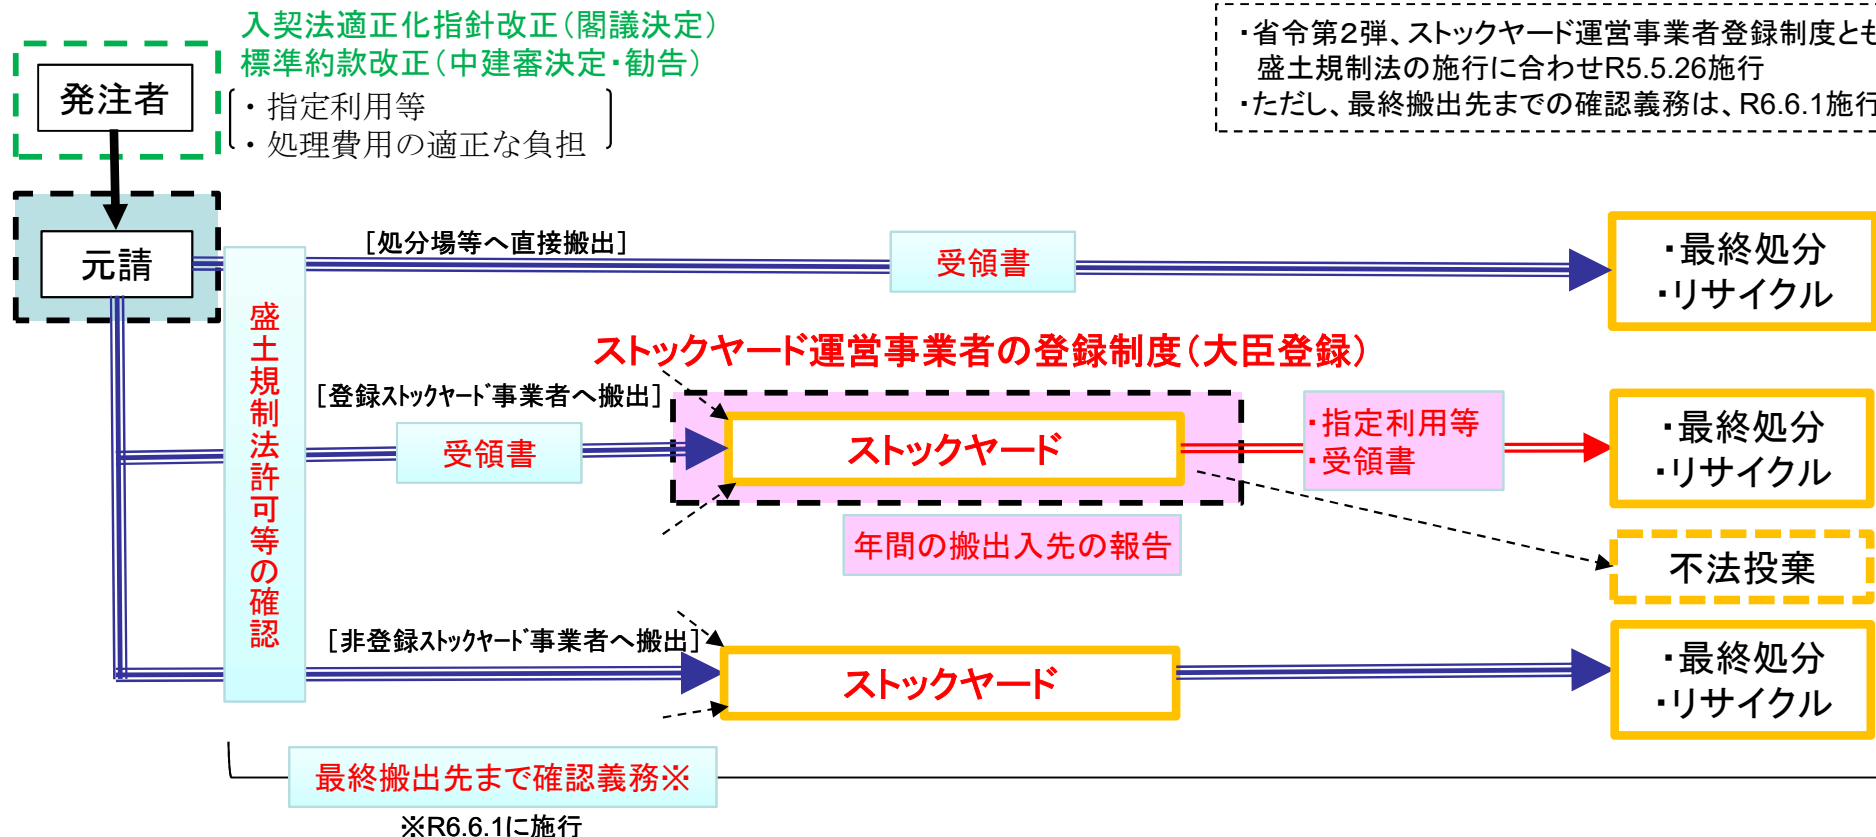 入契法適正化指針改正(閣議決定)
標準約款改正(中建審決定・勧告)
・指定利用等
・処理費用の適正な負担
発注者
・省令第2弾、ストックヤード運営事業者登録制度とも
盛土規制法の施行に合わせR5.5.26施行
・ただし、最終搬出先までの確認義務は、R6.6.1施行
元請
[処分場等へ直接搬出]
受領書
・最終処分
・リサイクル
盛土規制法許可等の確認
ストックヤード運営事業者の登録制度(大臣登録)
[登録ストックヤード事業者へ搬出]
受領書
ストックヤード
・指定利用等
・受領書
・最終処分
・リサイクル
年間の搬出入先の報告
不法投棄
[非登録ストックヤード事業者へ搬出]
ストックヤード
・最終処分
・リサイクル
最終搬出先まで確認義務※
※R6.6.1に施行